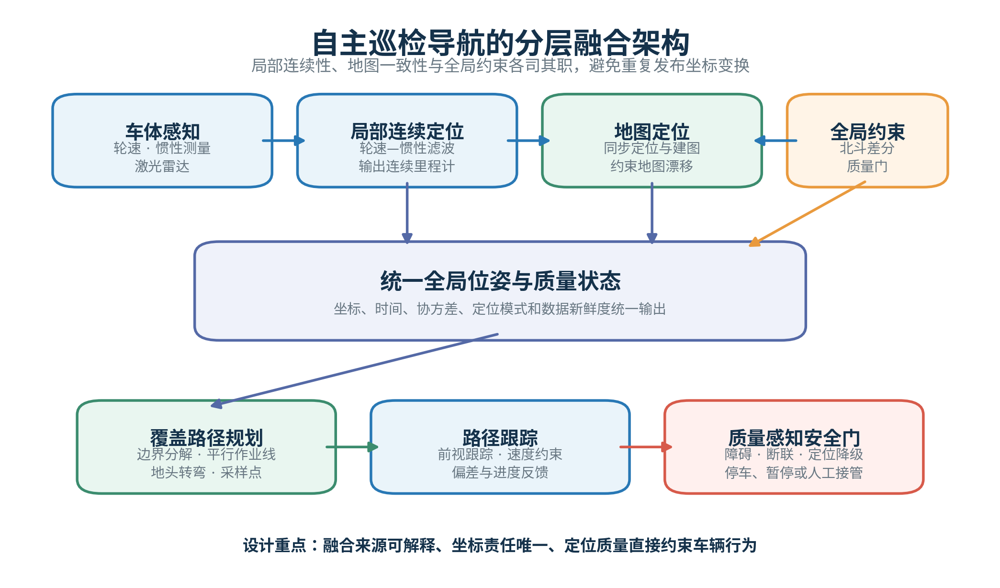 自主巡检导航的分层融合架构
局部连续性、地图一致性与全局约束各司其职，避免重复发布坐标变换
车体感知
轮速 · 惯性测量
激光雷达
局部连续定位
轮速—惯性滤波
输出连续里程计
地图定位
同步定位与建图
约束地图漂移
全局约束
北斗差分
质量门
统一全局位姿与质量状态
坐标、时间、协方差、定位模式和数据新鲜度统一输出
覆盖路径规划
边界分解 · 平行作业线
地头转弯 · 采样点
路径跟踪
前视跟踪 · 速度约束
偏差与进度反馈
质量感知安全门
障碍 · 断联 · 定位降级
停车、暂停或人工接管
设计重点：融合来源可解释、坐标责任唯一、定位质量直接约束车辆行为